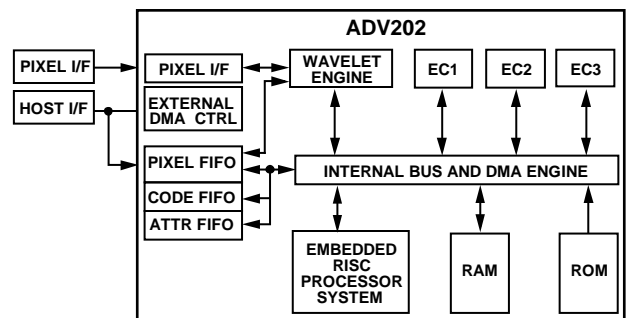 ADV202
PIXEL I/F
PIXEL I/F
WAVELET
ENGINE
EC1
EC2
EC3
HOST I/F
EXTERNAL
DMA CTRL
PIXEL FIFO
INTERNAL BUS AND DMA ENGINE
CODE FIFO
ATTR FIFO
EMBEDDED
RISC
PROCESSOR
SYSTEM
RAM
ROM